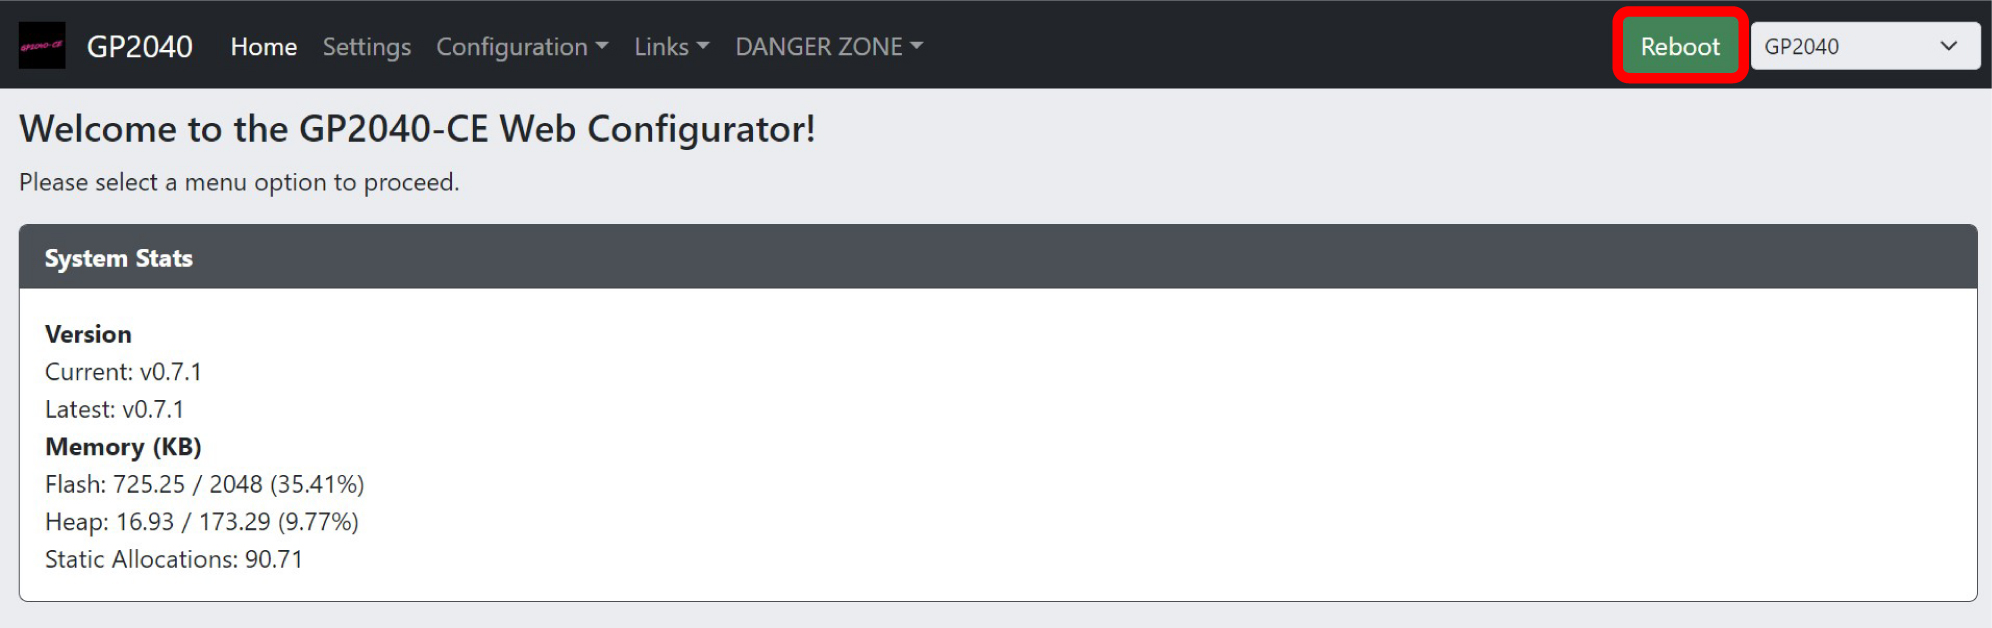 GP2040-CE GP2040 Home Settings Configuration Links DANGER ZONE Reboot GP2040
Welcome to the GP2040-CE Web Configurator!
Please select a menu option to proceed.
System Stats
Version
Current: v0.7.1
Latest: v0.7.1
Memory (KB)
Flash: 725.25 / 2048 (35.41%)
Heap: 16.93 / 173.29 (9.77%)
Static Allocations: 90.71